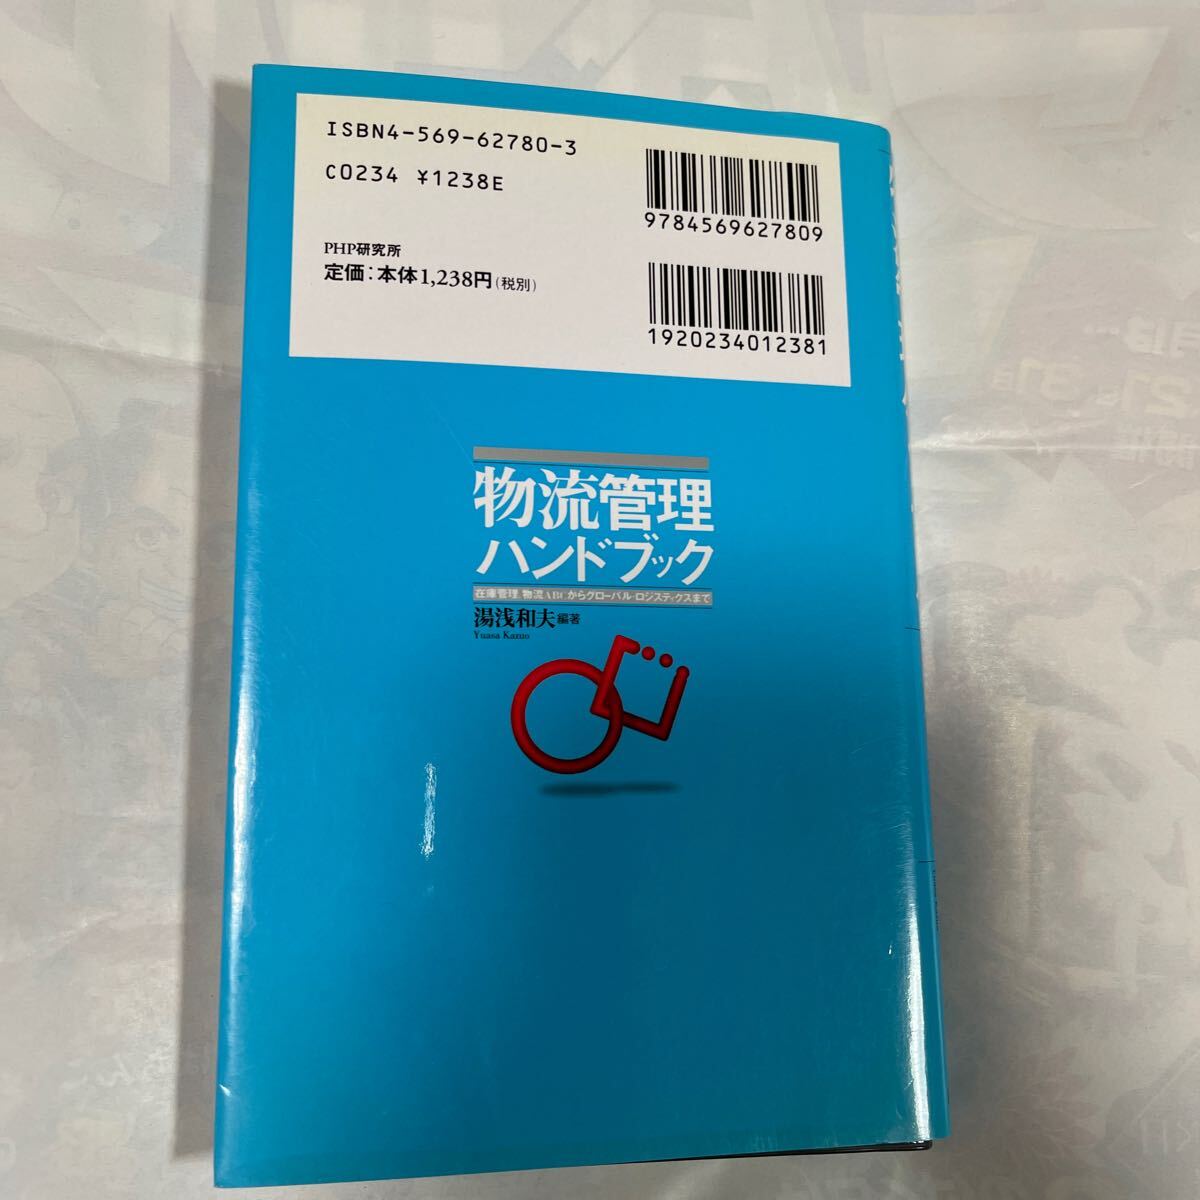 ISBN4-569-62780-3
C0234 ¥1238E
9784569627809
PHP研究所
定価：本体1,238円（税別）
1920234012381
物流管理
ハンドブック
在庫管理、物流ABCからグローバル・ロジスティクスまで
湯浅和夫 編著
Yuasa Kazuo